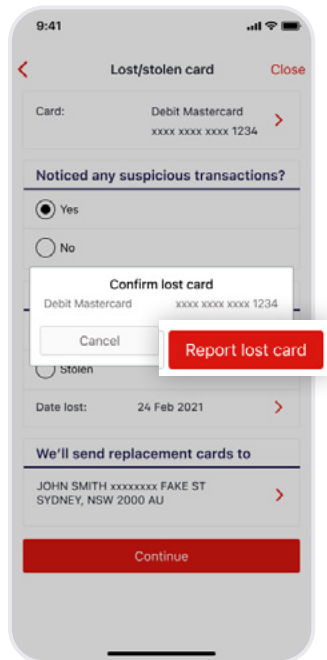 9:41
Lost/stolen card Close
Card: Debit Mastercard
xxxx xxxx xxxx 1234
Noticed any suspicious transactions?
Yes
No
Confirm lost card
Debit Mastercard xxxx xxxx xxxx 1234
Cancel Report lost card
Stolen
Date lost: 24 Feb 2021
We'll send replacement cards to
JOHN SMITH xxxxxxxx FAKE ST
SYDNEY, NSW 2000 AU
Continue